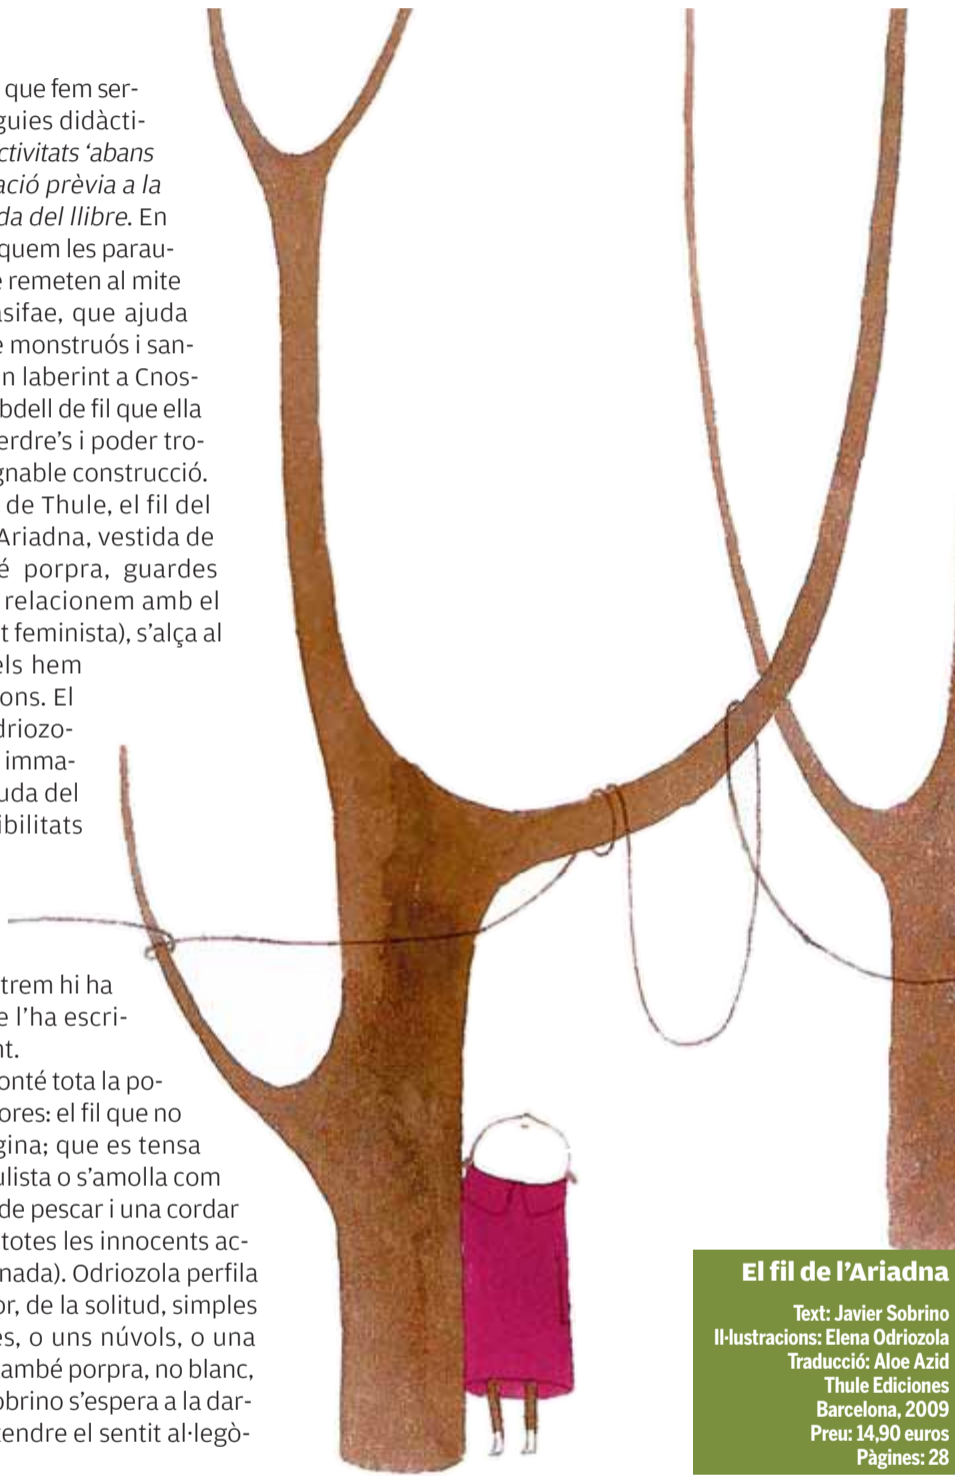 que fem ser-
guies didàcti-
ctivitats ‘abans
ació prèvia a la
da del llibre. En
quem les parau-
e remeten al mite
asifae, que ajuda
e monstruós i san-
n laberint a Cnos-
bdell de fil que ella
erdre’s i poder tro-
gnable construcció.
de Thule, el fil del
Ariadna, vestida de
é porpra, guardes
relacionem amb el
t feminista), s’alça al
els hem
ons. El
driozo-
imma-
uda del
ibilitats
trem hi ha
e l’ha escri-
nt.
onté tota la po-
ores: el fil que no
gina; que es tensa
ulista o s’amolla com
de pescar i una cordar
totes les innocents ac-
nada). Odriozola perfila
or, de la solitud, simples
es, o uns núvols, o una
també porpra, no blanc,
obrino s’espera a la dar-
tendre el sentit al·legò-
El fil de l’Ariadna
Text: Javier Sobrino
Il·lustracions: Elena Odriozola
Traducció: Aloe Azid
Thule Ediciones
Barcelona, 2009
Preu: 14,90 euros
Pàgines: 28